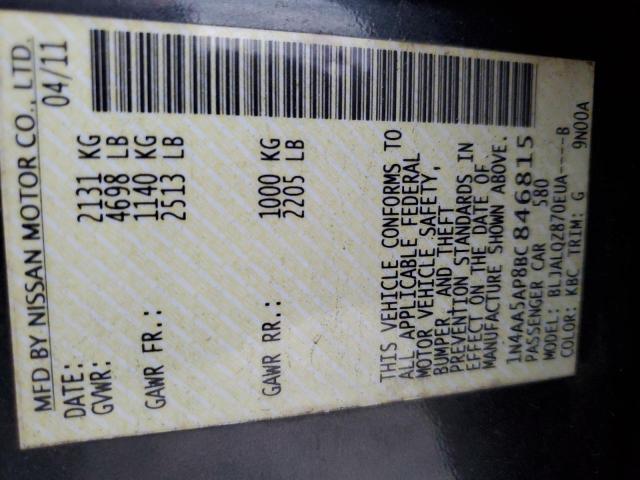 MFD BY NISSAN MOTOR CO., LTD.
DATE: 04/11
GVWR: 2131 KG
4698 LB
GAWR FR.: 1140 KG
2513 LB
GAWR RR.: 1000 KG
2205 LB
THIS VEHICLE CONFORMS TO
ALL APPLICABLE FEDERAL
MOTOR VEHICLE SAFETY,
BUMPER, AND THEFT
PREVENTION STANDARDS IN
EFFECT ON THE DATE OF
MANUFACTURE SHOWN ABOVE.
1N4AA5AP8BC846815
PASSENGER CAR 580
MODEL: BLJALQZ870EUA-----B
COLOR: KBC TRIM: G 9N00A